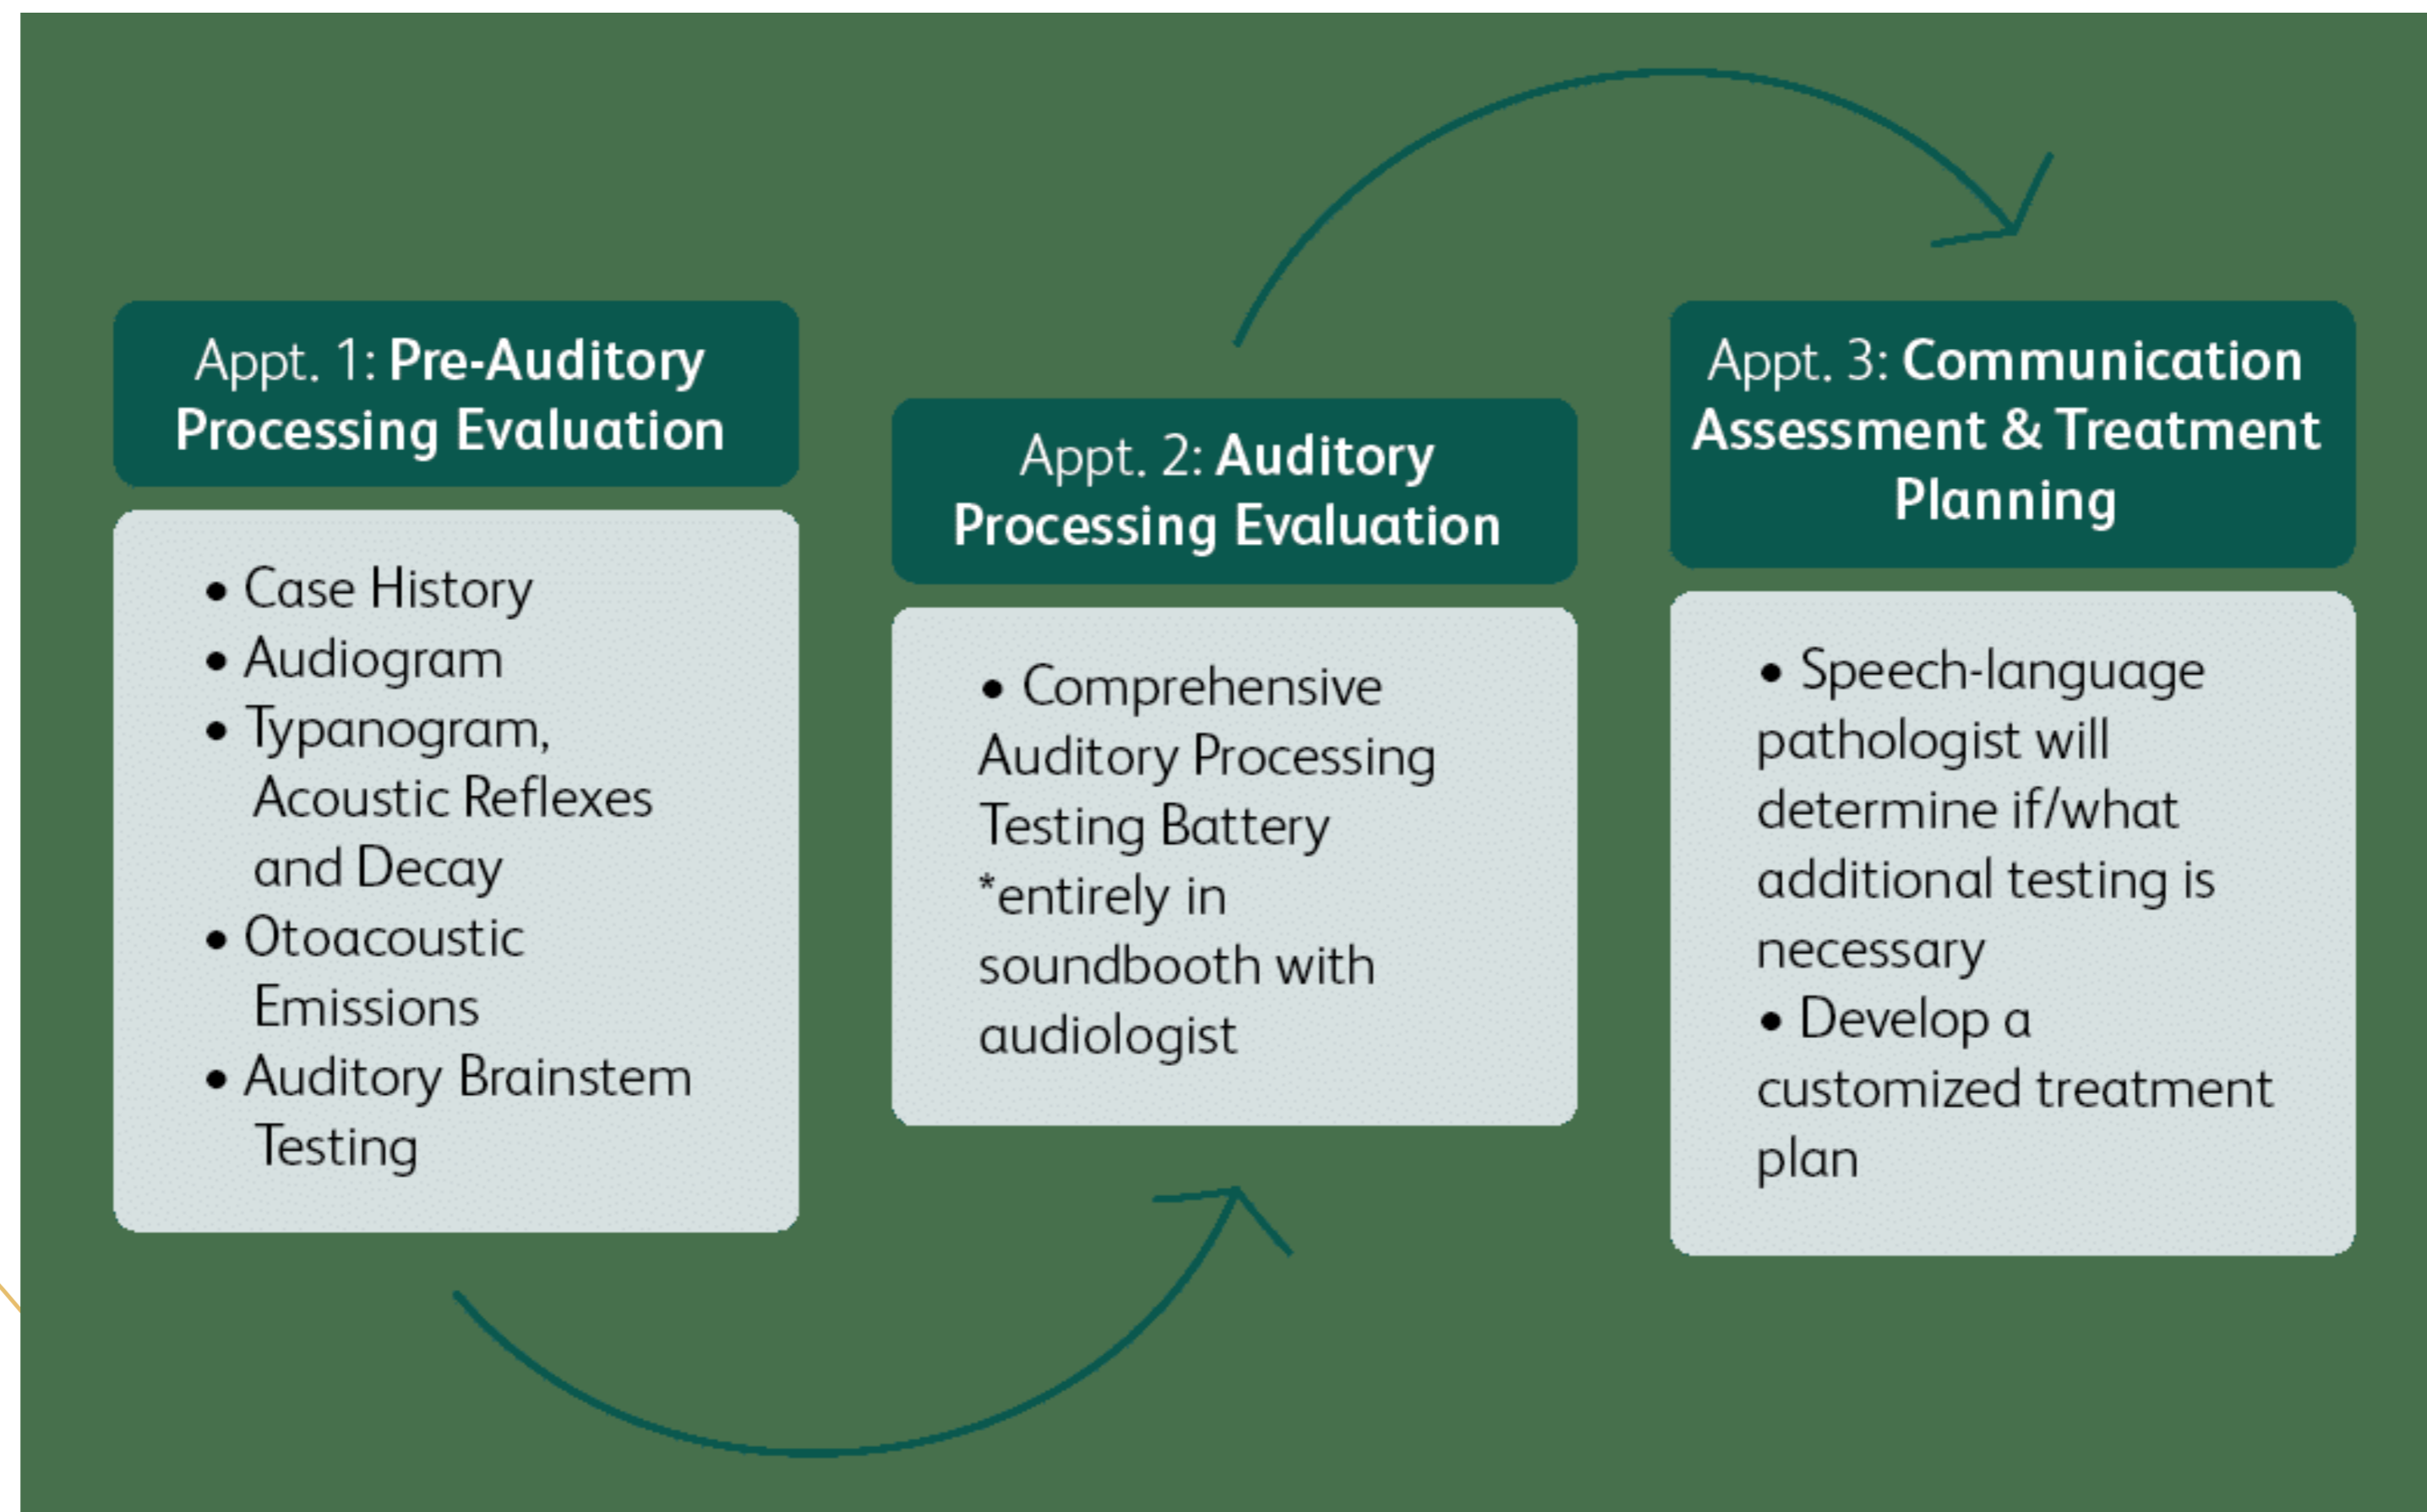 Appt. 1: Pre-Auditory
Processing Evaluation
• Case History
• Audiogram
• Typanogram,
Acoustic Reflexes
and Decay
• Otoacoustic
Emissions
• Auditory Brainstem
Testing
Appt. 2: Auditory
Processing Evaluation
• Comprehensive
Auditory Processing
Testing Battery
*entirely in
soundbooth with
audiologist
Appt. 3: Communication
Assessment & Treatment
Planning
• Speech-language
pathologist will
determine if/what
additional testing is
necessary
• Develop a
customized treatment
plan